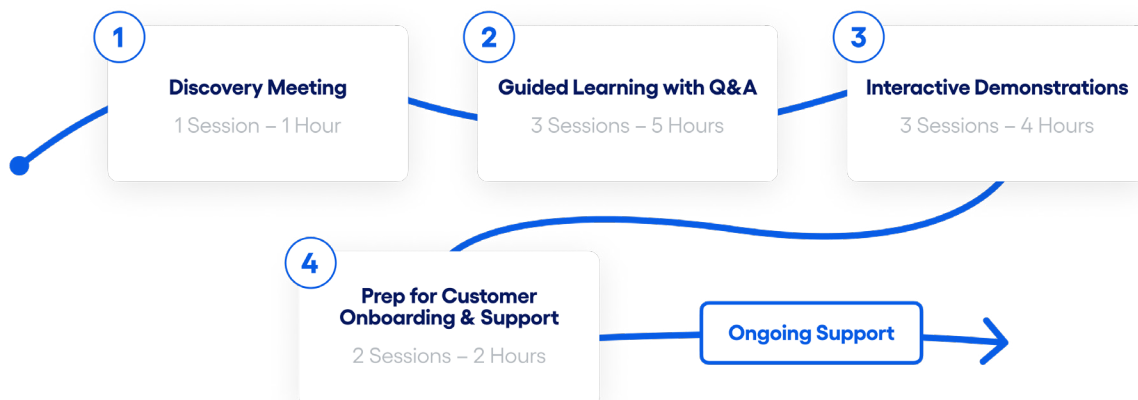 1
Discovery Meeting
1 Session – 1 Hour
2
Guided Learning with Q&A
3 Sessions – 5 Hours
3
Interactive Demonstrations
3 Sessions – 4 Hours
4
Prep for Customer
Onboarding & Support
2 Sessions – 2 Hours
Ongoing Support